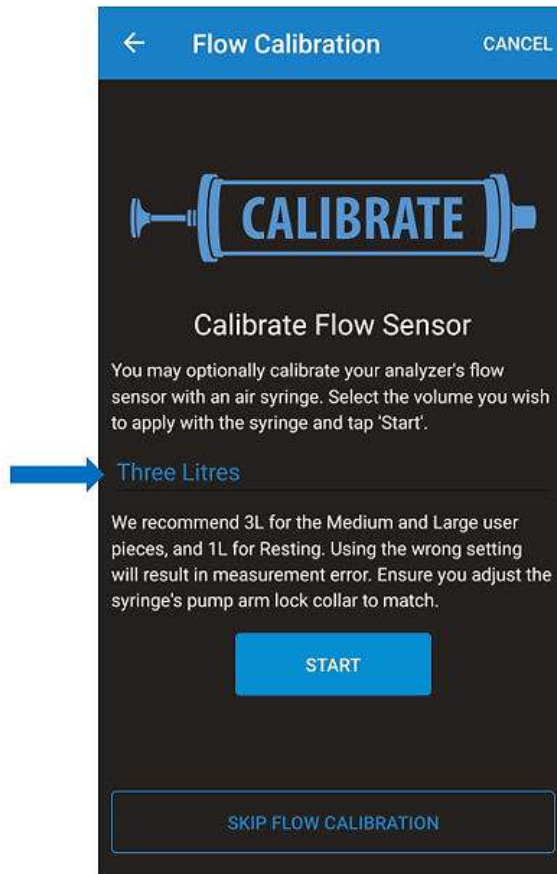 Flow Calibration
CANCEL
CALIBRATE
Calibrate Flow Sensor
You may optionally calibrate your analyzer's flow
sensor with an air syringe. Select the volume you wish
to apply with the syringe and tap 'Start'.
Three Litres
We recommend 3L for the Medium and Large user
pieces, and 1L for Resting. Using the wrong setting
will result in measurement error. Ensure you adjust the
syringe's pump arm lock collar to match.
START
SKIP FLOW CALIBRATION